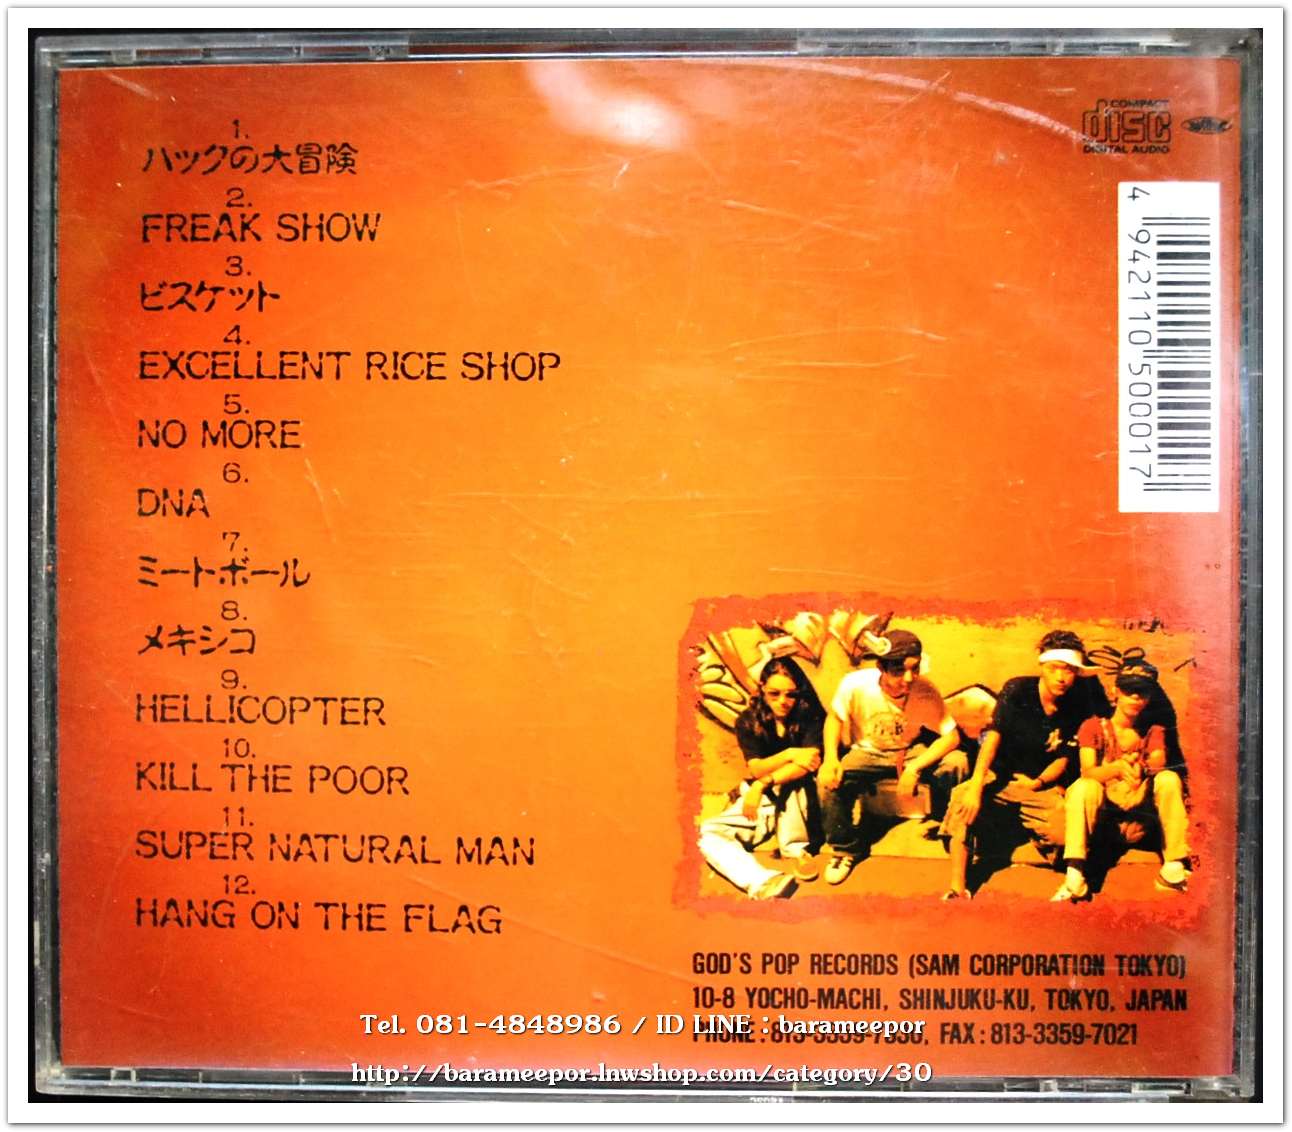 1.
ハックの大冒険
2.
FREAK SHOW
3.
ビスケット
4.
EXCELLENT RICE SHOP
5.
NO MORE
6.
DNA
7.
ミートボール
8.
メキシコ
9.
HELLICOPTER
10.
KILL THE POOR
11.
SUPER NATURAL MAN
12.
HANG ON THE FLAG
COMPACT
disc
DIGITAL AUDIO
4 942110 500017
GOD'S POP RECORDS (SAM CORPORATION TOKYO)
10-8 YOCHO-MACHI, SHINJUKU-KU, TOKYO, JAPAN
PHONE : FAX : 813-3359-7021
Tel. 081-4848986 / ID LINE : barameepor
http://barameepor.lnwshop.com/category/30